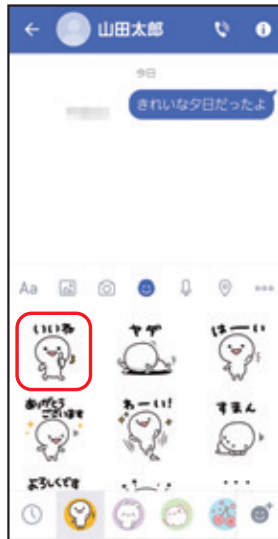 山田太郎
今日
きれいな夕日だったよ
Aa
いいね
ヤダ
はーい
ありがとう
ございます
わーい!
すまん
よろしくです